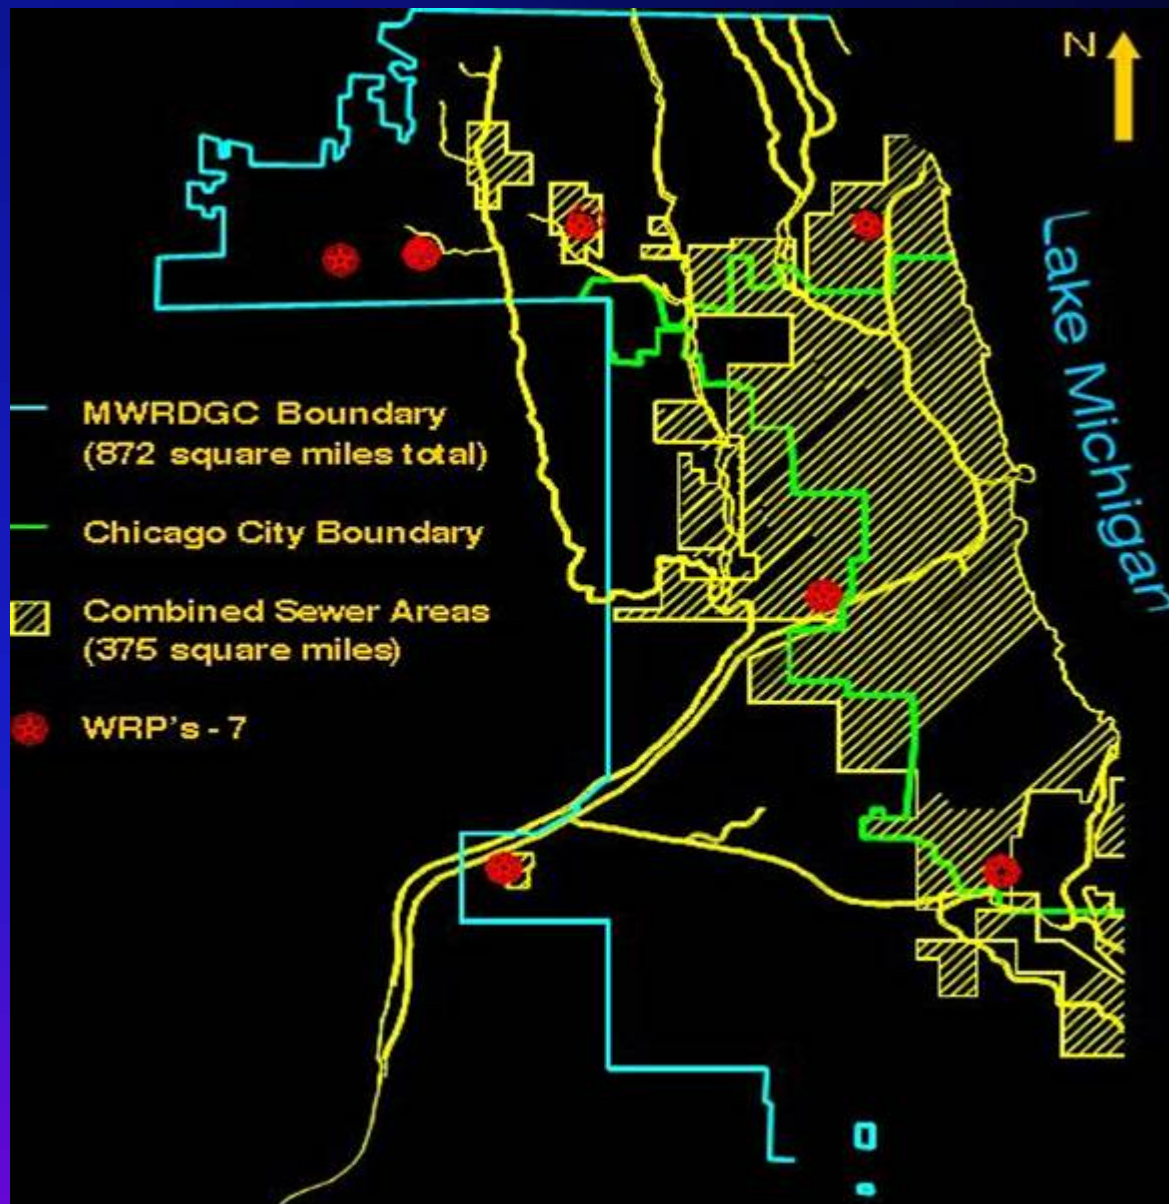 N
Lake Michigan
MWRDGC Boundary
(872 square miles total)
Chicago City Boundary
Combined Sewer Areas
(375 square miles)
WRP's - 7